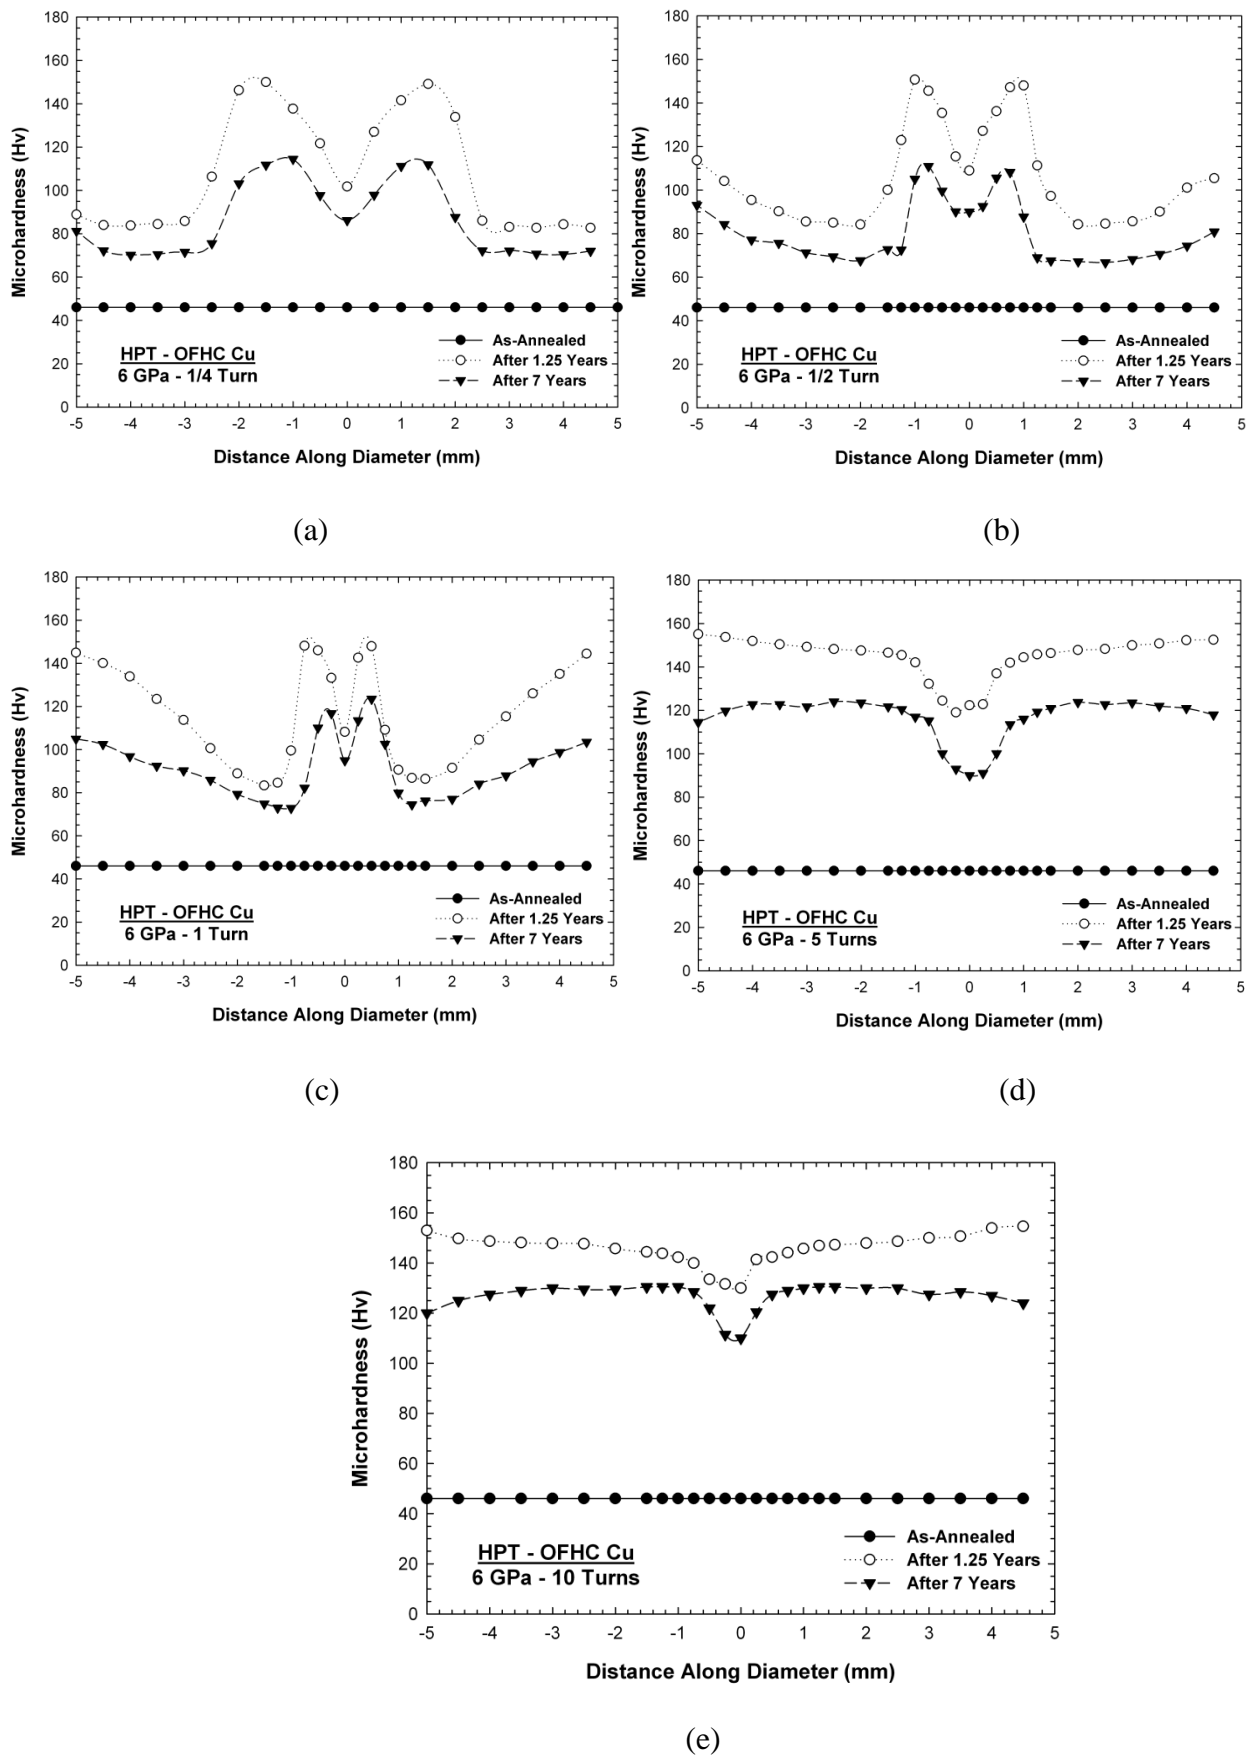 180
160
140
120
100
80
60
40
20
0
Microhardness (Hv)
HPT - OFHC Cu
6 GPa - 1/4 Turn
As-Annealed
After 1.25 Years
After 7 Years
-5 -4 -3 -2 -1 0 1 2 3 4 5
Distance Along Diameter (mm)
(a)
180
160
140
120
100
80
60
40
20
0
Microhardness (Hv)
HPT - OFHC Cu
6 GPa - 1/2 Turn
As-Annealed
After 1.25 Years
After 7 Years
-5 -4 -3 -2 -1 0 1 2 3 4 5
Distance Along Diameter (mm)
(b)
180
160
140
120
100
80
60
40
20
0
Microhardness (Hv)
HPT - OFHC Cu
6 GPa - 1 Turn
As-Annealed
After 1.25 Years
After 7 Years
-5 -4 -3 -2 -1 0 1 2 3 4 5
Distance Along Diameter (mm)
(c)
180
160
140
120
100
80
60
40
20
0
Microhardness (Hv)
HPT - OFHC Cu
6 GPa - 5 Turns
As-Annealed
After 1.25 Years
After 7 Years
-5 -4 -3 -2 -1 0 1 2 3 4 5
Distance Along Diameter (mm)
(d)
180
160
140
120
100
80
60
40
20
0
Microhardness (Hv)
HPT - OFHC Cu
6 GPa - 10 Turns
As-Annealed
After 1.25 Years
After 7 Years
-5 -4 -3 -2 -1 0 1 2 3 4 5
Distance Along Diameter (mm)
(e)